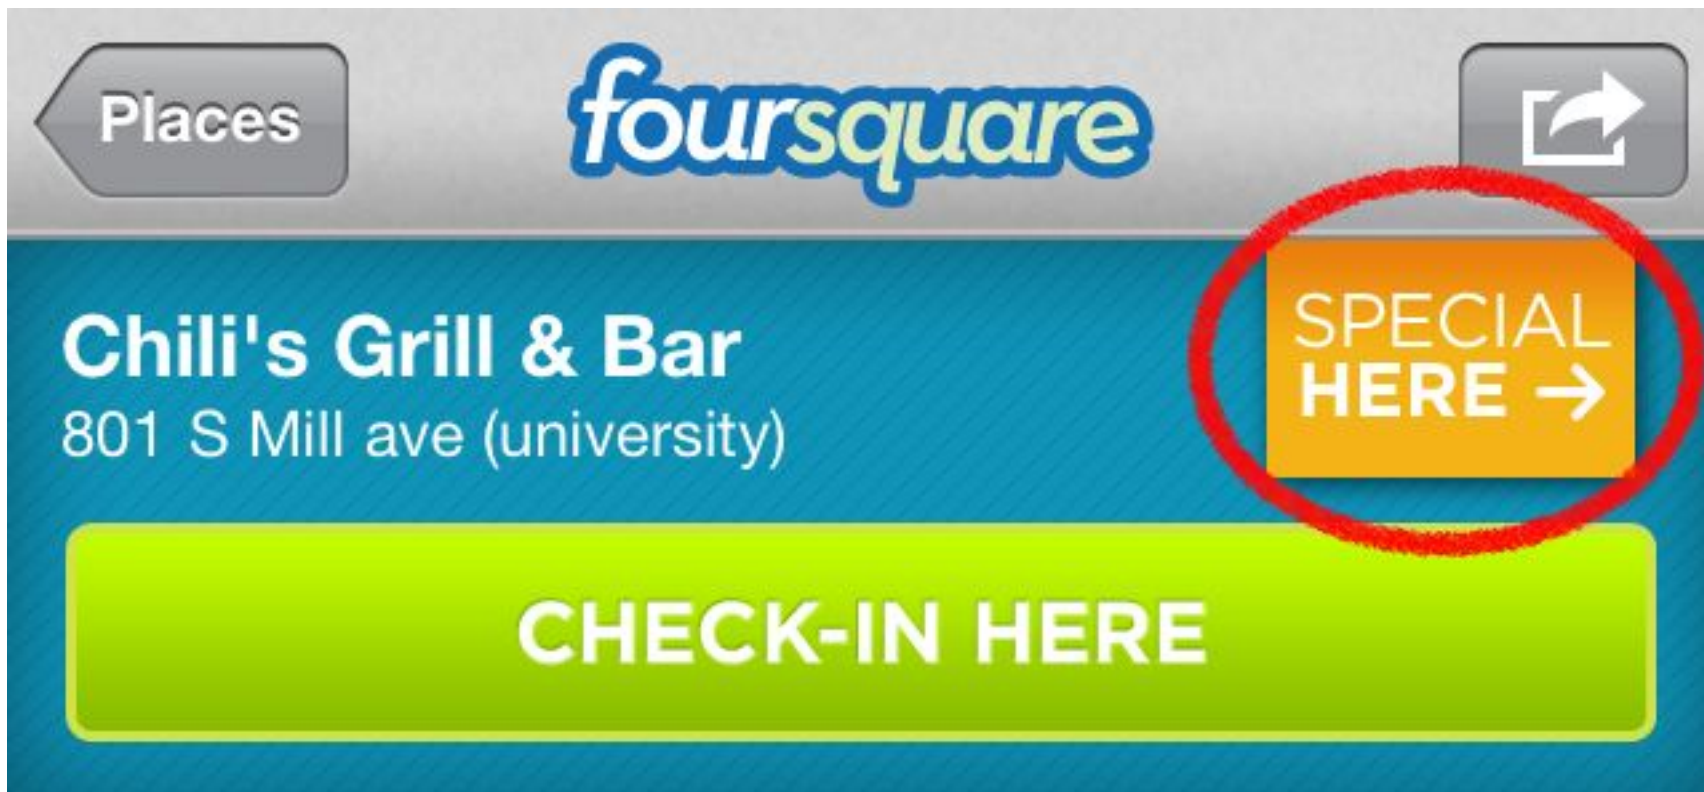 Places
foursquare
Chili's Grill & Bar
801 S Mill ave (university)
SPECIAL
HERE →
CHECK-IN HERE